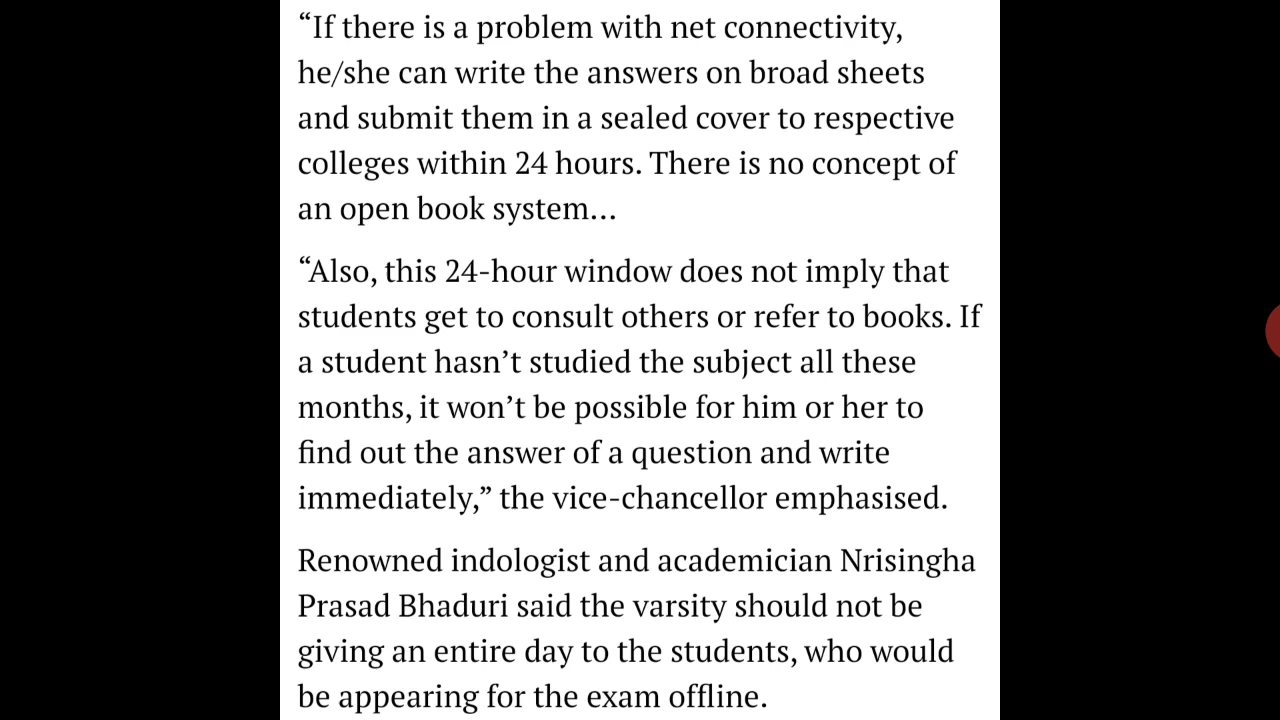 “If there is a problem with net connectivity,
he/she can write the answers on broad sheets
and submit them in a sealed cover to respective
colleges within 24 hours. There is no concept of
an open book system...
“Also, this 24-hour window does not imply that
students get to consult others or refer to books. If
a student hasn’t studied the subject all these
months, it won’t be possible for him or her to
find out the answer of a question and write
immediately,” the vice-chancellor emphasised.
Renowned indologist and academician Nrisingha
Prasad Bhaduri said the varsity should not be
giving an entire day to the students, who would
be appearing for the exam offline.